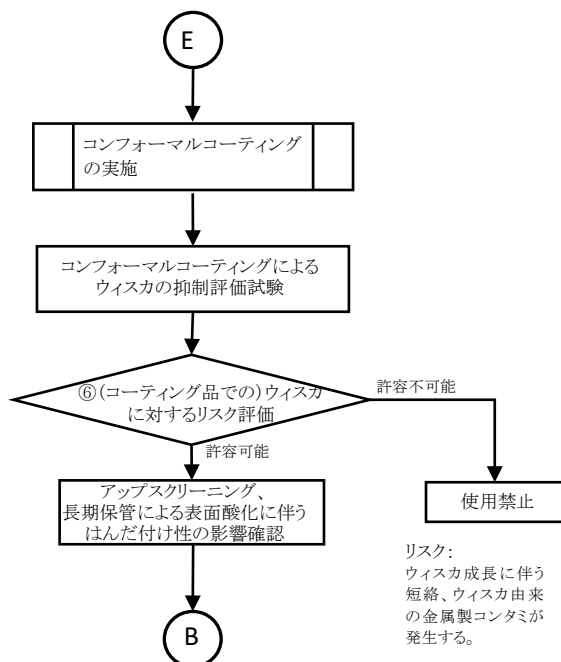 E
コンフォーマルコーティング
の実施
コンフォーマルコーティングによる
ウィスカの抑制評価試験
⑥(コーティング品での)ウィスカ
に対するリスク評価
許容不可能
許容可能
アップスクリーニング、
長期保管による表面酸化に伴う
はんだ付け性の影響確認
使用禁止
リスク:
ウィスカ成長に伴う
短絡、ウィスカ由来
の金属製コンタミが
発生する。
B